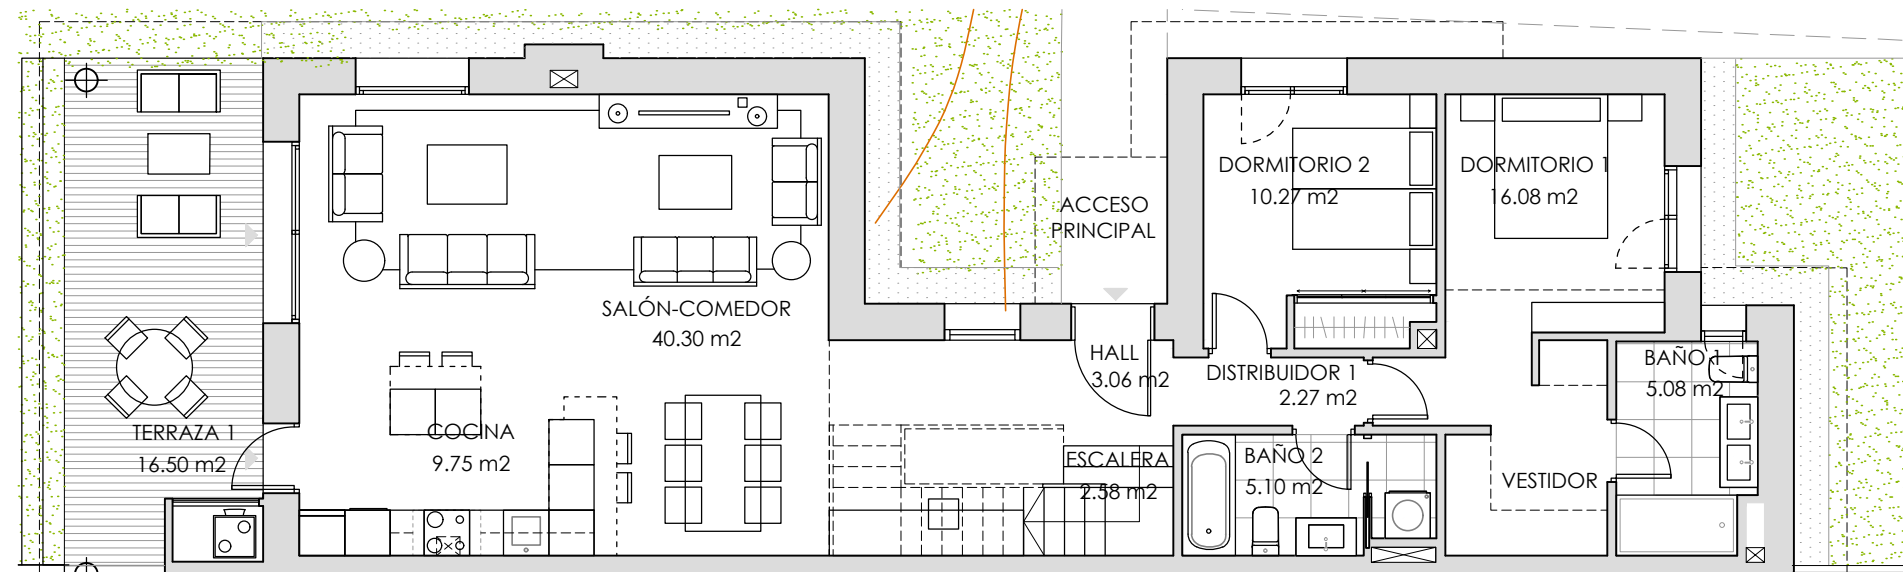 DORMITORIO 2
10.27 m2
DORMITORIO 1
16.08 m2
ACCESO
PRINCIPAL
SALÓN-COMEDOR
40.30 m2
HALL
3.06 m2
DISTRIBUIDOR 1
2.27 m2
BAÑO 1
5.08 m2
TERRAZA 1
16.50 m2
COCINA
9.75 m2
ESCALERA
2.58 m2
BAÑO 2
5.10 m2
VESTIDOR